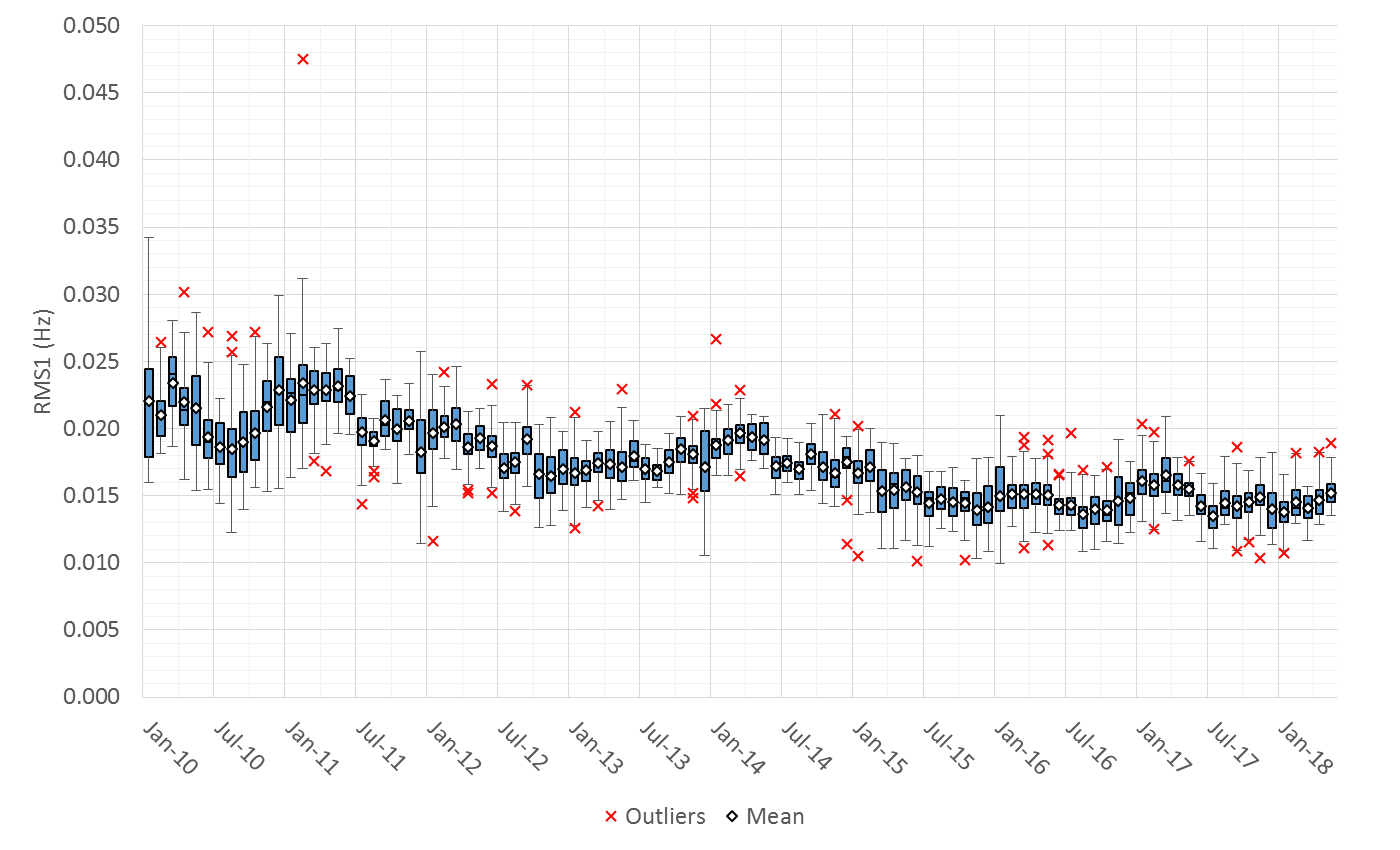 0.050
0.045
0.040
0.035
0.030
0.025
0.020
0.015
0.010
0.005
0.000
RMS1 (Hz)
Jan-10
Jul-10
Jan-11
Jul-11
Jan-12
Jul-12
Jan-13
Jul-13
Jan-14
Jul-14
Jan-15
Jul-15
Jan-16
Jul-16
Jan-17
Jul-17
Jan-18
Outliers Mean